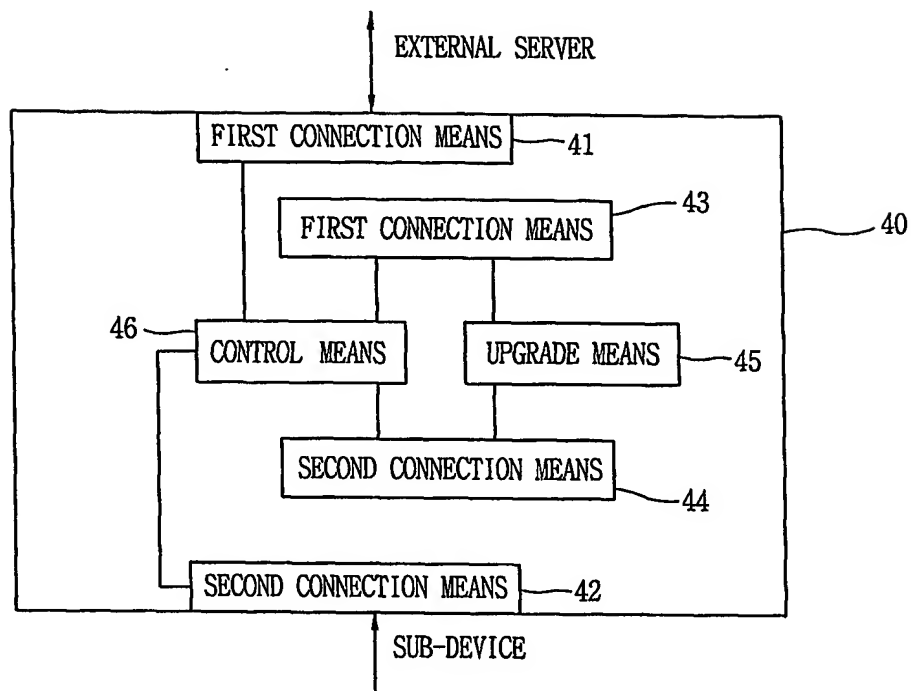 EXTERNAL SERVER
FIRST CONNECTION MEANS
41
43
FIRST CONNECTION MEANS
40
46
CONTROL MEANS
UPGRADE MEANS
45
SECOND CONNECTION MEANS
44
SECOND CONNECTION MEANS
42
SUB-DEVICE